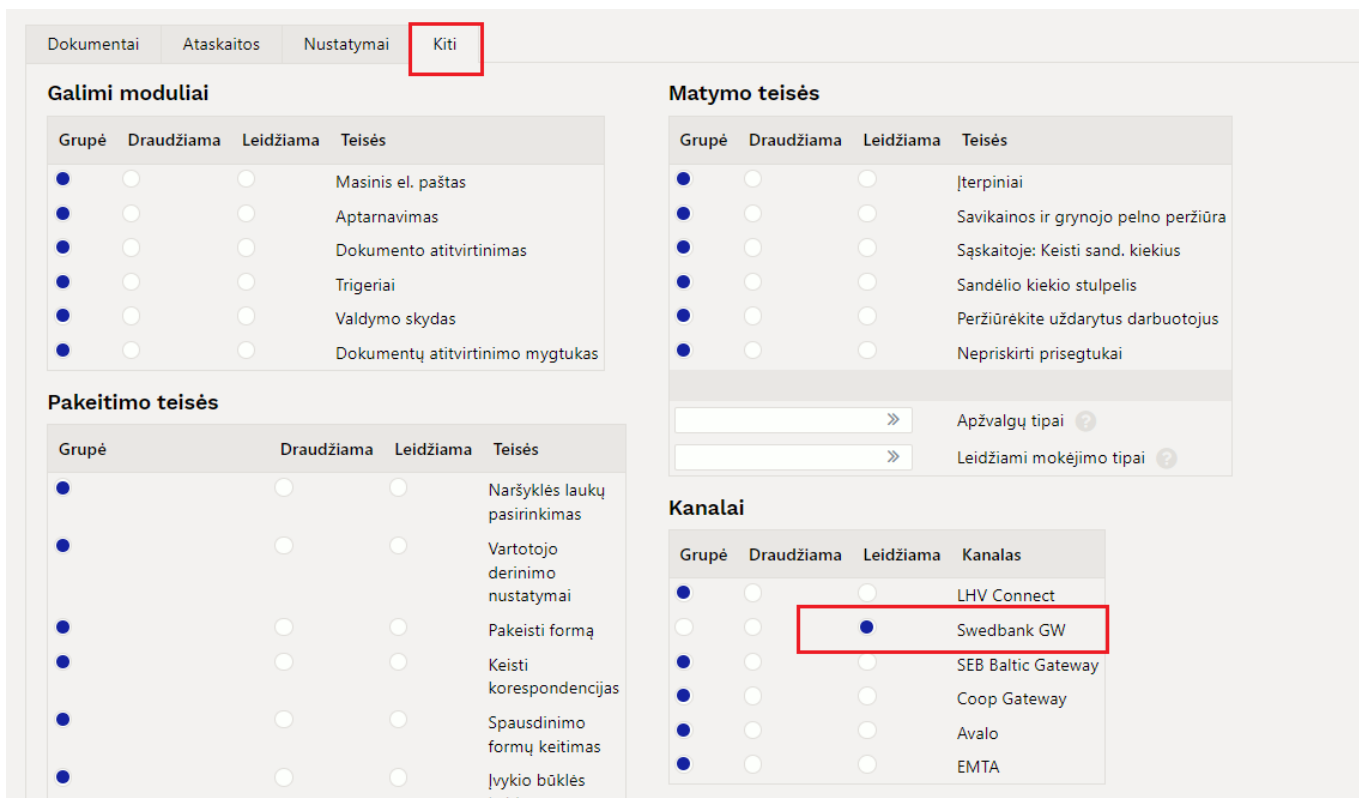 Dokumentai Ataskaitos Nustatymai Kiti
Galimi moduliai
Grupė Draudžiama Leidžiama Teisės
Masinis el. paštas
Aptarnavimas
Dokumento atitvirtinimas
Trigeriai
Valdymo skydas
Dokumentų atitvirtinimo mygtukas
Pakeitimo teisės
Grupė Draudžiama Leidžiama Teisės
Naršyklės laukų
pasirinkimas
Vartotojo
derinimo
nustatymai
Pakeisti formą
Keisti
korespondencijas
Spausdinimo
formų keitimas
Įvykio būklės
Matymo teisės
Grupė Draudžiama Leidžiama Teisės
Įterpiniai
Savikainos ir grynojo pelno peržiūra
Sąskaitoje: Keisti sand. kiekius
Sandėlio kiekio stulpelis
Peržiūrėkite uždarytus darbuotojus
Nepriskirti prisegtukai
Apžvalgų tipai ?
Leidžiami mokėjimo tipai ?
Kanalai
Grupė Draudžiama Leidžiama Kanalas
LHV Connect
Swedbank GW
SEB Baltic Gateway
Coop Gateway
Avalo
EMTA